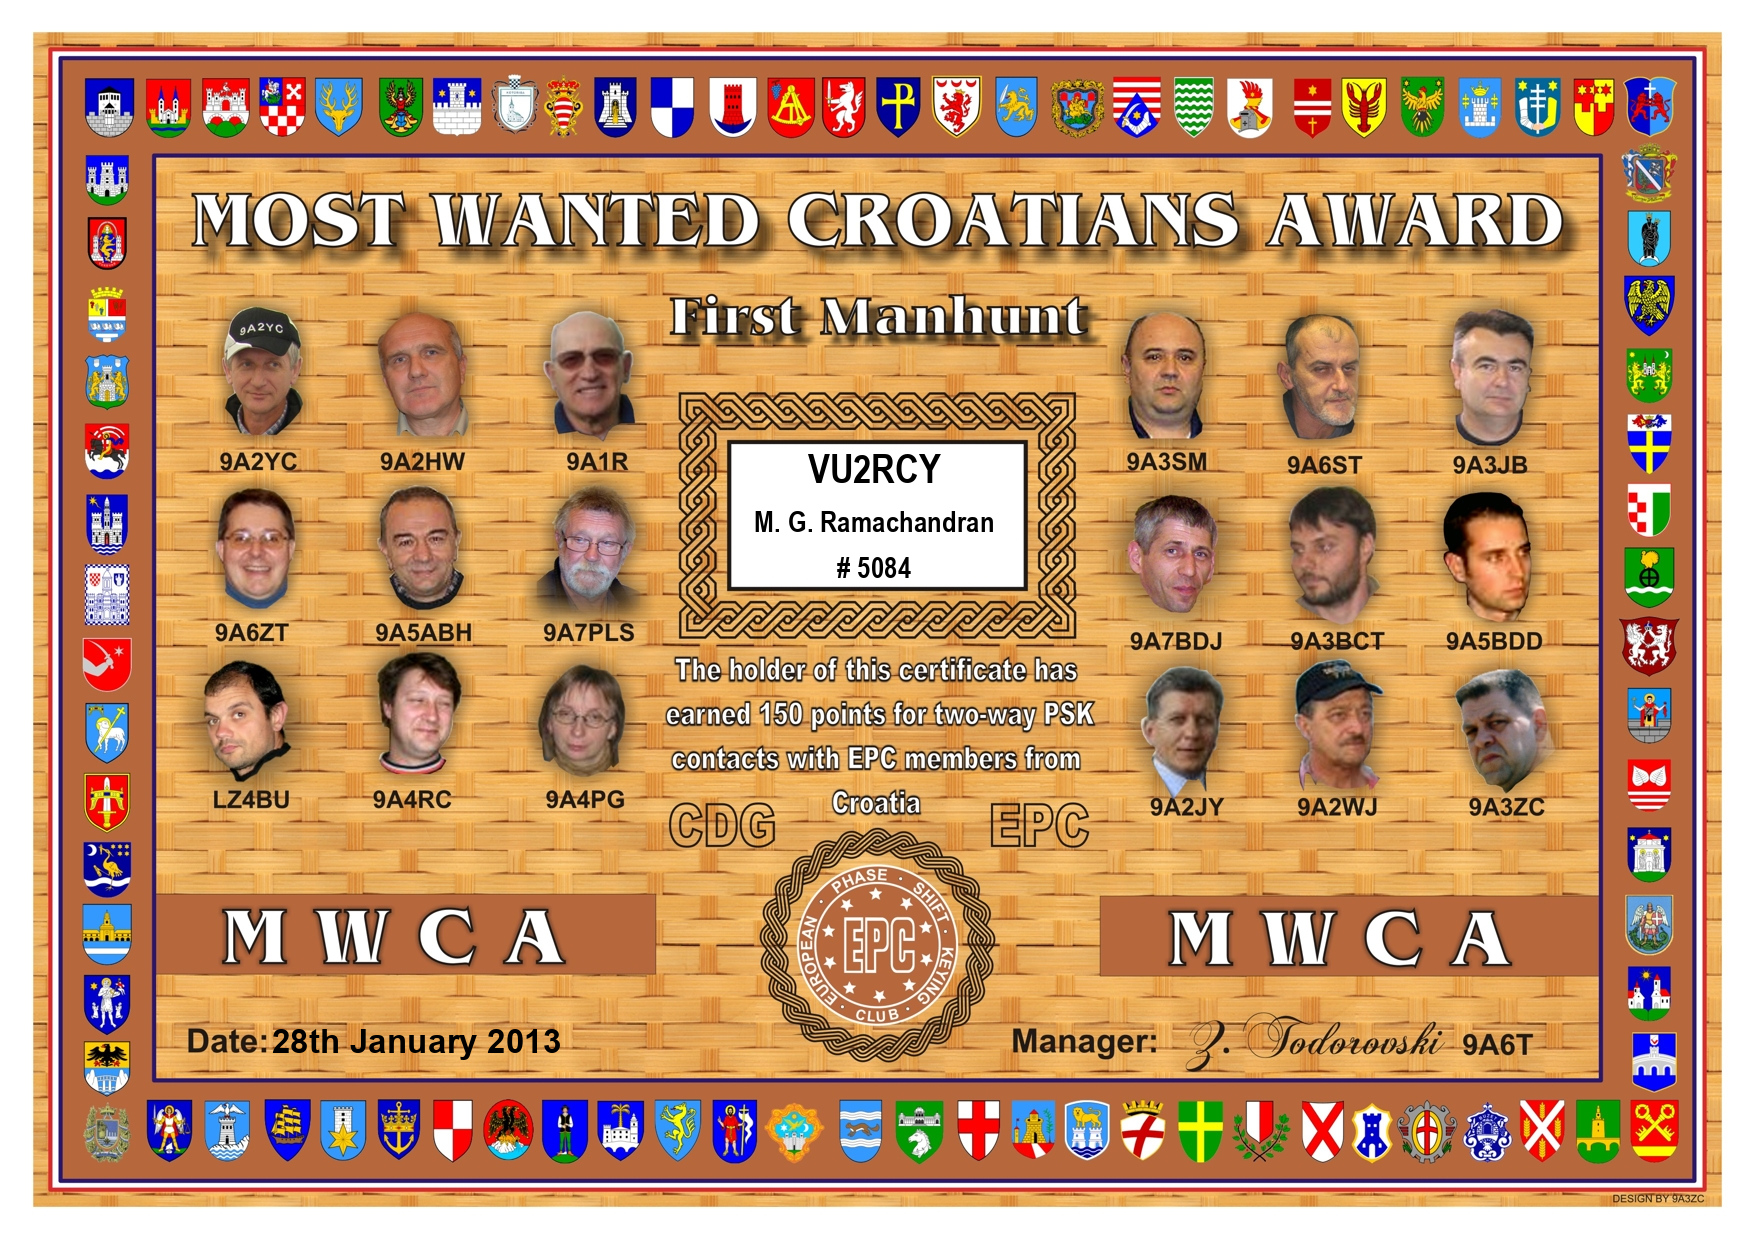 MOST WANTED CROATIANS AWARD
First Manhunt
9A2YC
9A2YC 9A2HW 9A1R
9A3SM 9A6ST 9A3JB
VU2RCY
M. G. Ramachandran
# 5084
9A6ZT 9A5ABH 9A7PLS
9A7BDJ 9A3BCT 9A5BDD
The holder of this certificate has
earned 150 points for two-way PSK
contacts with EPC members from
Croatia
LZ4BU 9A4RC 9A4PG
9A2JY 9A2WJ 9A3ZC
CDG EPC
EUROPEAN · PHASE · SHIFT · KEYING · CLUB ·
EPC
M W C A
M W C A
Date: 28th January 2013
Manager: Z. Todorovski 9A6T
DESIGN BY 9A3ZC